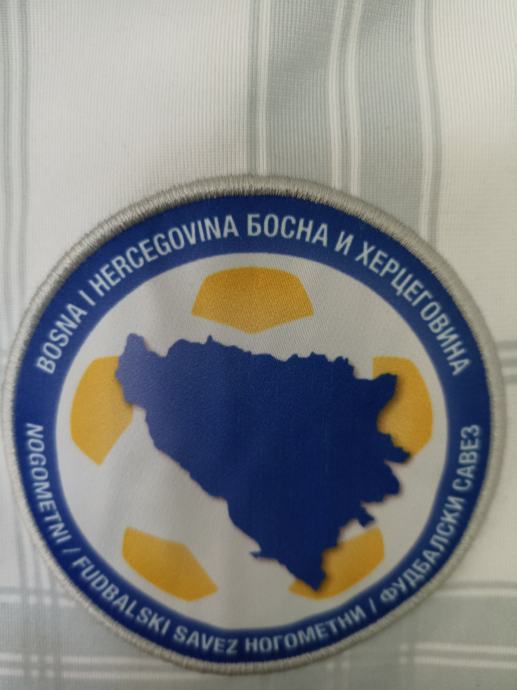 BOSNA I HERCEGOVINA БОСНА И ХЕРЦЕГОВИНА
NOGOMETNI / FUDBALSKI SAVEZ НОГОМЕТНИ / ФУДБАЛСКИ САВЕЗ